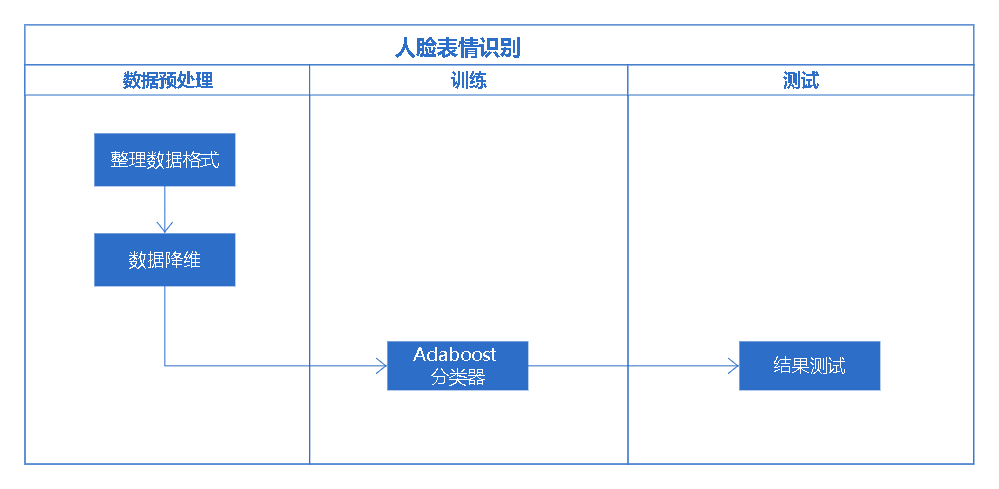 人脸表情识别
数据预处理
训练
测试
整理数据格式
数据降维
Adaboost
分类器
结果测试